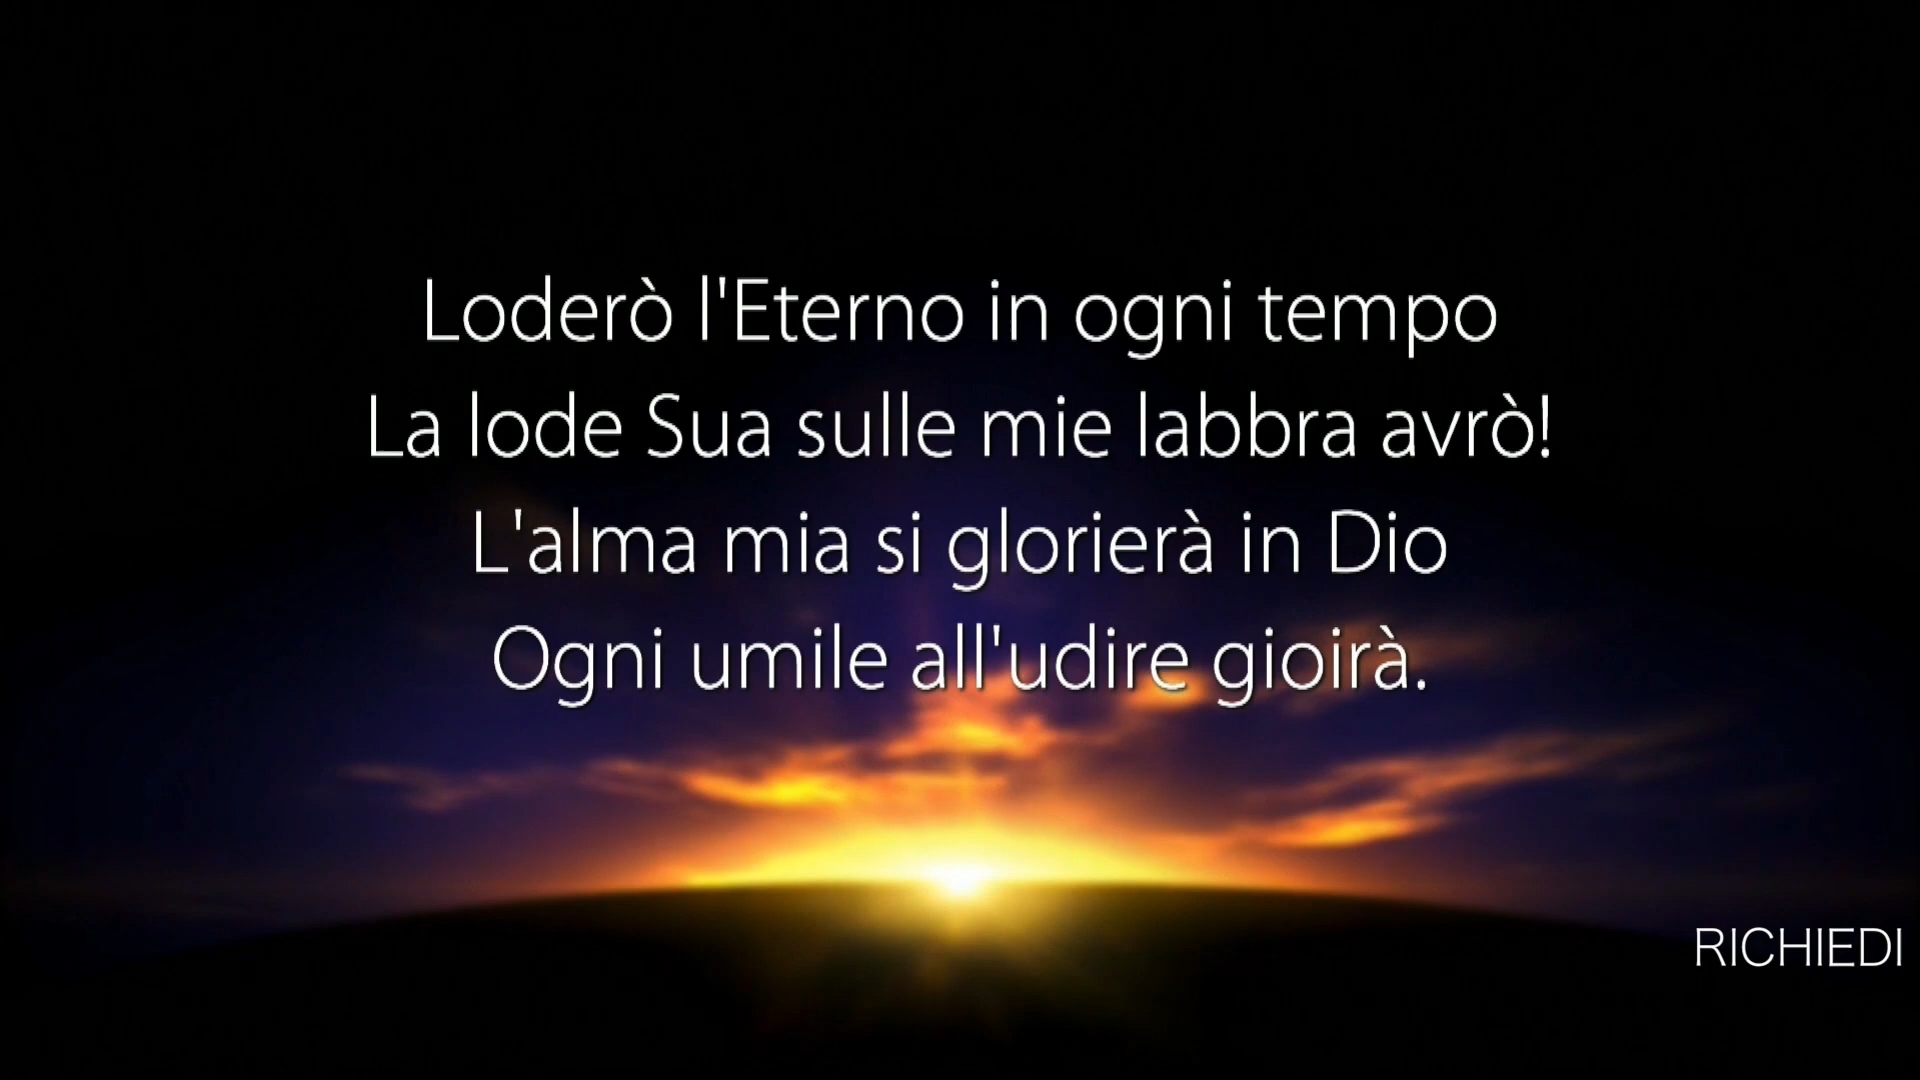 Loderò l'Eterno in ogni tempo
La lode Sua sulle mie labbra avrò!
L'alma mia si glorierà in Dio
Ogni umile all'udire gioirà.
RICHIEDI